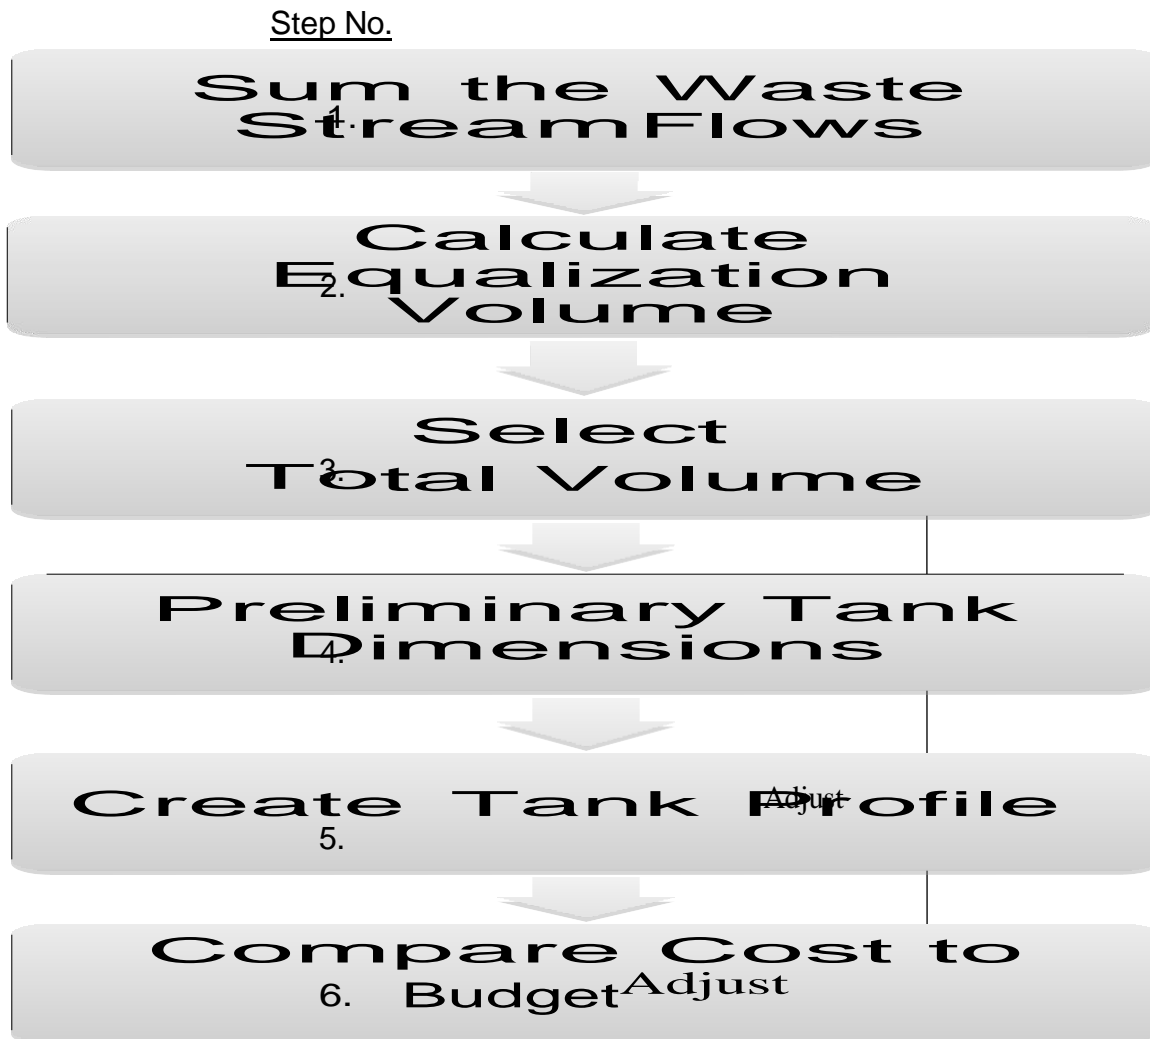 Step No.
Sum the Waste
1.
Stream Flows
Calculate
Equalization
2.
Volume
Select
3.
Total Volume
Preliminary Tank
Dimensions
4.
Create Tank Profile
Adjust
5.
Compare Cost to
6. Budget Adjust